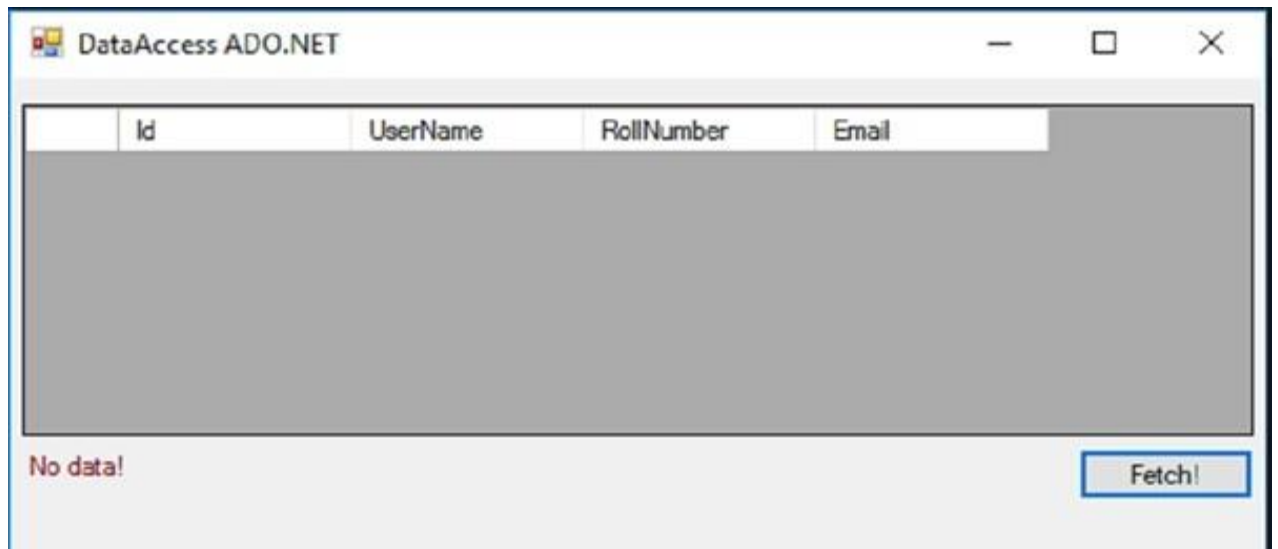 DataAccess ADO.NET
Id UserName RollNumber Email
No data! Fetch!